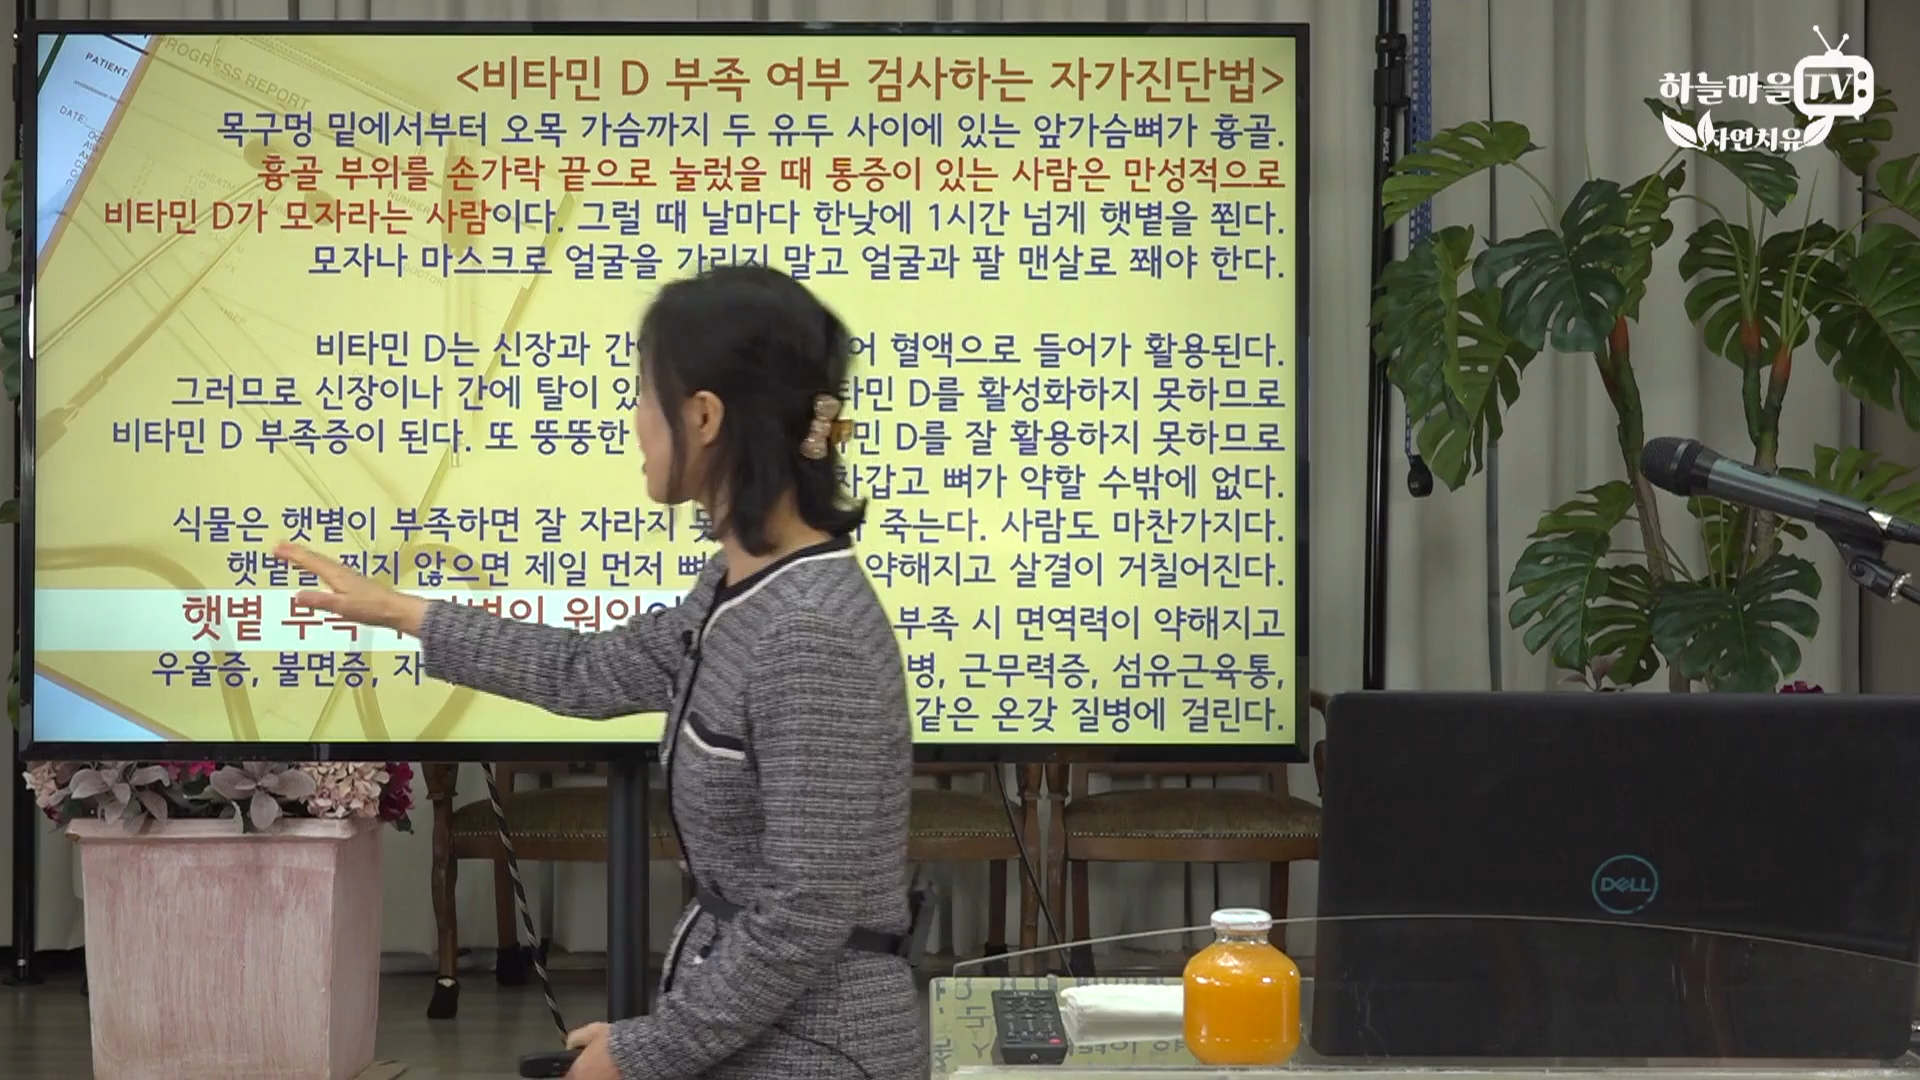 <비타민 D 부족 여부 검사하는 자가진단법>
목구멍 밑에서부터 오목 가슴까지 두 유두 사이에 있는 앞가슴뼈가 흉골.
흉골 부위를 손가락 끝으로 눌렀을 때 통증이 있는 사람은 만성적으로
비타민 D가 모자라는 사람이다. 그럴 때 날마다 한낮에 1시간 넘게 햇볕을 쬔다.
모자나 마스크로 얼굴을 가리지 말고 얼굴과 팔 맨살로 쫴야 한다.
비타민 D는 신장과 혈액으로 들어가 활용된다.
그러므로 신장이나 간에 탈이 D를 활성화하지 못하므로
비타민 D 부족증이 된다. 또 뚱뚱한 D를 잘 활용하지 못하므로
차갑고 뼈가 약할 수밖에 없다.
식물은 햇볕이 부족하면 잘 자라지 죽는다. 사람도 마찬가지다.
햇볕을 쬐지 않으면 제일 먼저 약해지고 살결이 거칠어진다.
햇볕 부족 부족 시 면역력이 약해지고
우울증, 불면증, 근무력증, 섬유근육통,
같은 온갖 질병에 걸린다.
하늘마을 TV
자연치유
PROGRESS REPORT
PATIENT:
DATE:
DELL